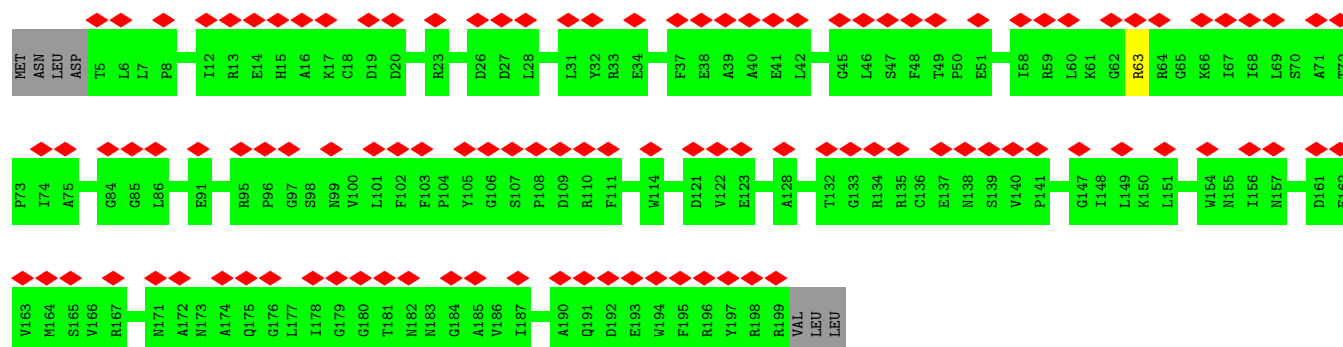 MET ASN LEU ASP T5 L6 L7 P8 I12 R13 E14 H15 A16 K17 C18 D19 D20 R23 D26 D27 L28 L31 Y32 R33 E34 F37 E38 A39 A40 E41 L42 G45 L46 S47 F48 T49 P50 E51 I58 R59 L60 K61 G62 R63 R64 G65 K66 I67 I68 L69 S70 A71 T72
P73 I74 A75 G84 G85 L86 E91 R95 P96 G97 S98 N99 V100 L101 F102 F103 P104 Y105 G106 S107 P108 D109 R110 F111 W114 D121 V122 E123 A128 T132 G133 R134 R135 C136 E137 N138 S139 V140 P141 G147 I148 L149 K150 L151 W154 N155 I156 N157 D161
V163 M164 S165 V166 R167 N171 A172 N173 A174 Q175 G176 L177 I178 G179 G180 T181 N182 N183 G184 A185 V186 I187 A190 Q191 D192 E193 W194 F195 R196 Y197 R198 R199 VAL LEU LEU